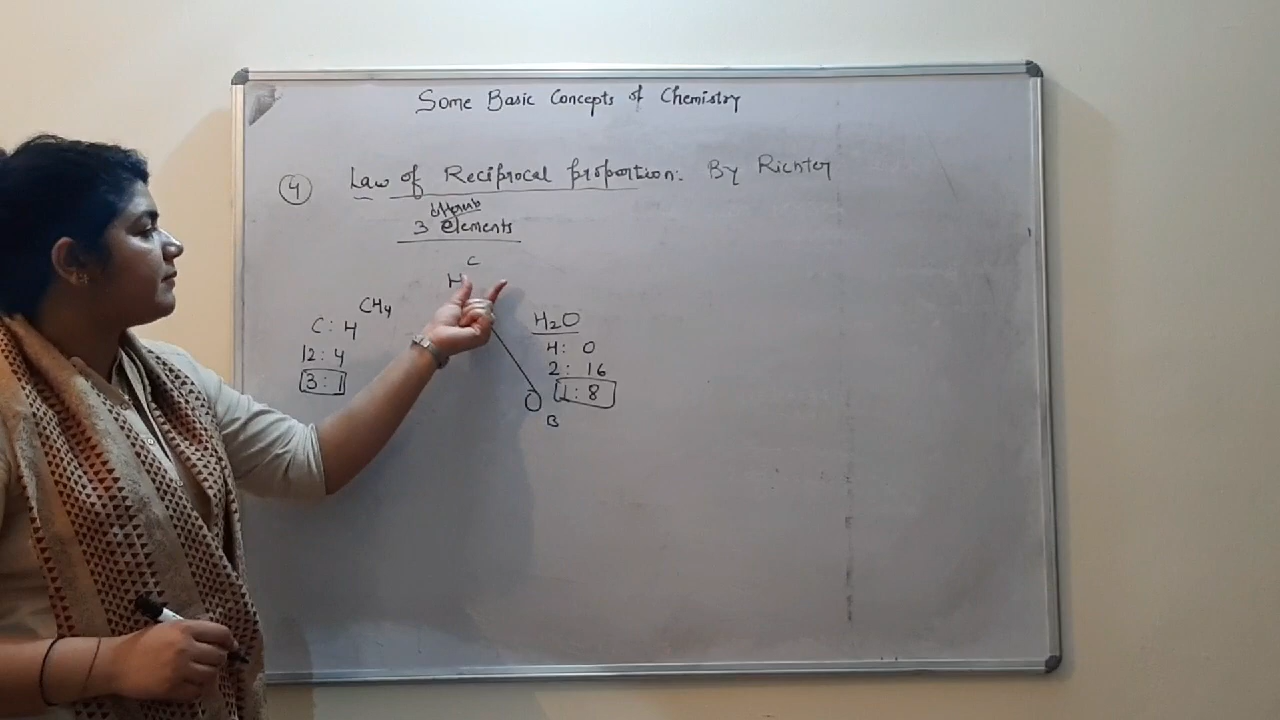 Some Basic Concepts of Chemistry
4 Law of Reciprocal proportion: By Richter
different
3 elements
C
H
CH4
C: 4
12: 4
3: 1
H2O
H: O
2: 16
1: 8
O
B